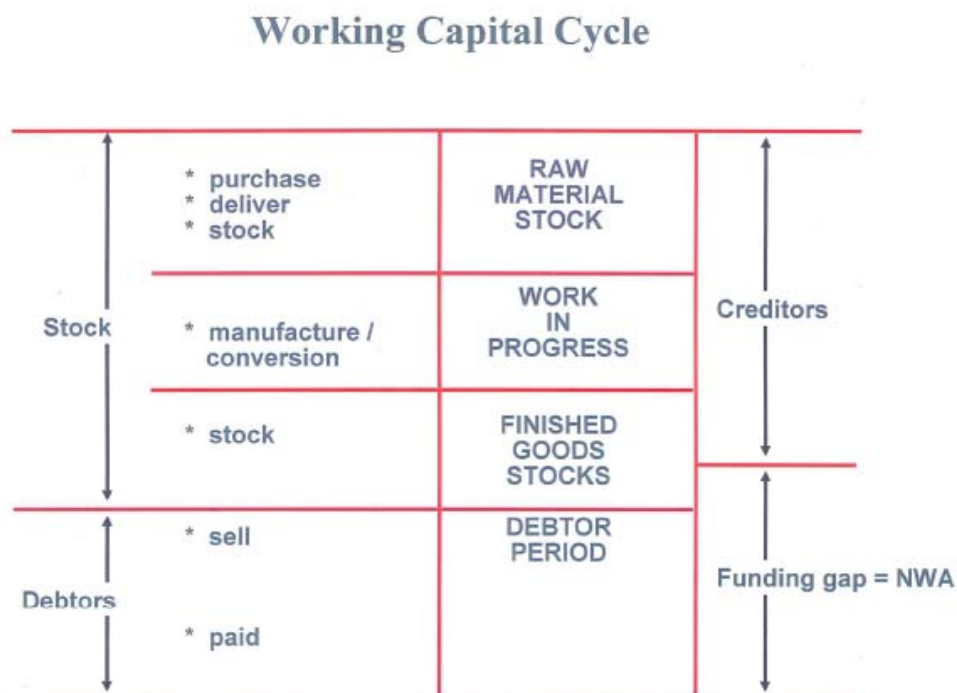 Working Capital Cycle
* purchase
* deliver
* stock
RAW
MATERIAL
STOCK
Stock
* manufacture /
conversion
WORK
IN
PROGRESS
Creditors
* stock
FINISHED
GOODS
STOCKS
* sell
DEBTOR
PERIOD
Debtors
Funding gap = NWA
* paid